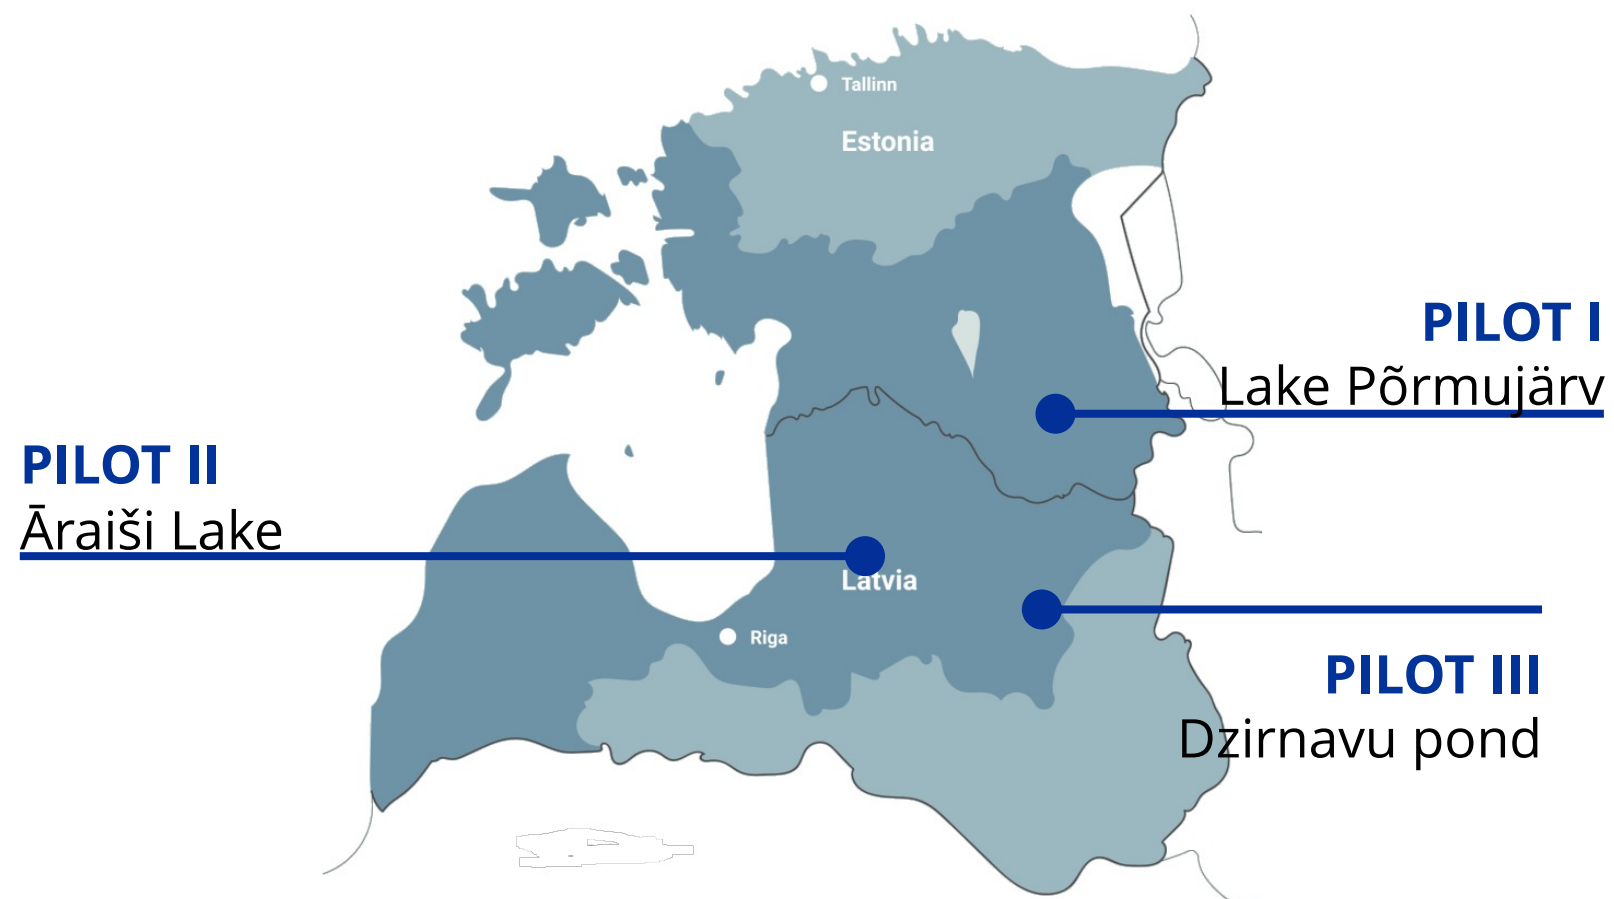 Tallinn
Estonia
PILOT I
Lake Põrmujärv
PILOT II
Āraiši Lake
Latvia
Riga
PILOT III
Dzirnavu pond